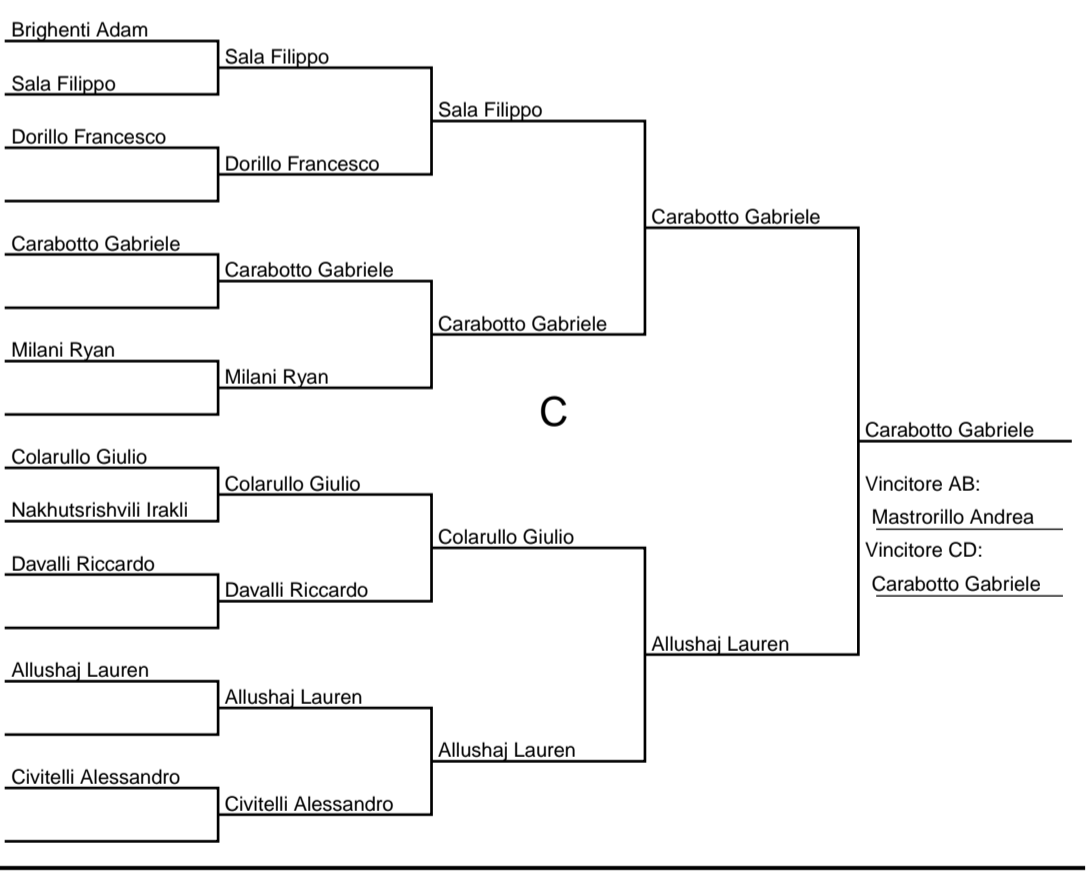 Brighenti Adam
Sala Filippo
Sala Filippo
Sala Filippo
Dorillo Francesco
Dorillo Francesco
Carabotto Gabriele
Carabotto Gabriele
Carabotto Gabriele
Carabotto Gabriele
Milani Ryan
Milani Ryan
C
Carabotto Gabriele
Colarullo Giulio
Colarullo Giulio
Vincitore AB:
Nakhutsrishvili Irakli
Mastrorillo Andrea
Colarullo Giulio
Vincitore CD:
Davalli Riccardo
Davalli Riccardo
Carabotto Gabriele
Allushaj Lauren
Allushaj Lauren
Allushaj Lauren
Allushaj Lauren
Civitelli Alessandro
Civitelli Alessandro